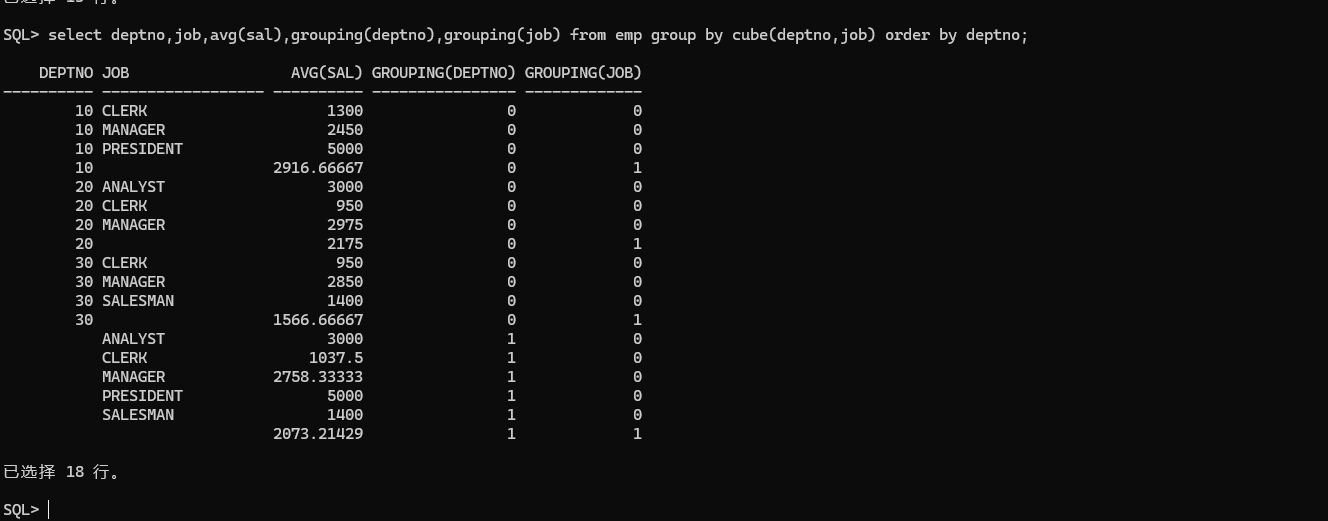 已选择 13 行。
SQL> select deptno,job,avg(sal),grouping(deptno),grouping(job) from emp group by cube(deptno,job) order by deptno;
    DEPTNO JOB                  AVG(SAL) GROUPING(DEPTNO) GROUPING(JOB)
---------- ------------------ ---------- ---------------- -------------
        10 CLERK                    1300                0             0
        10 MANAGER                  2450                0             0
        10 PRESIDENT                5000                0             0
        10                    2916.66667                0             1
        20 ANALYST                  3000                0             0
        20 CLERK                     950                0             0
        20 MANAGER                  2975                0             0
        20                          2175                0             1
        30 CLERK                     950                0             0
        30 MANAGER                  2850                0             0
        30 SALESMAN                 1400                0             0
        30                    1566.66667                0             1
           ANALYST                  3000                1             0
           CLERK                  1037.5                1             0
           MANAGER            2758.33333                1             0
           PRESIDENT                5000                1             0
           SALESMAN                 1400                1             0
                              2073.21429                1             1
已选择 18 行。
SQL>